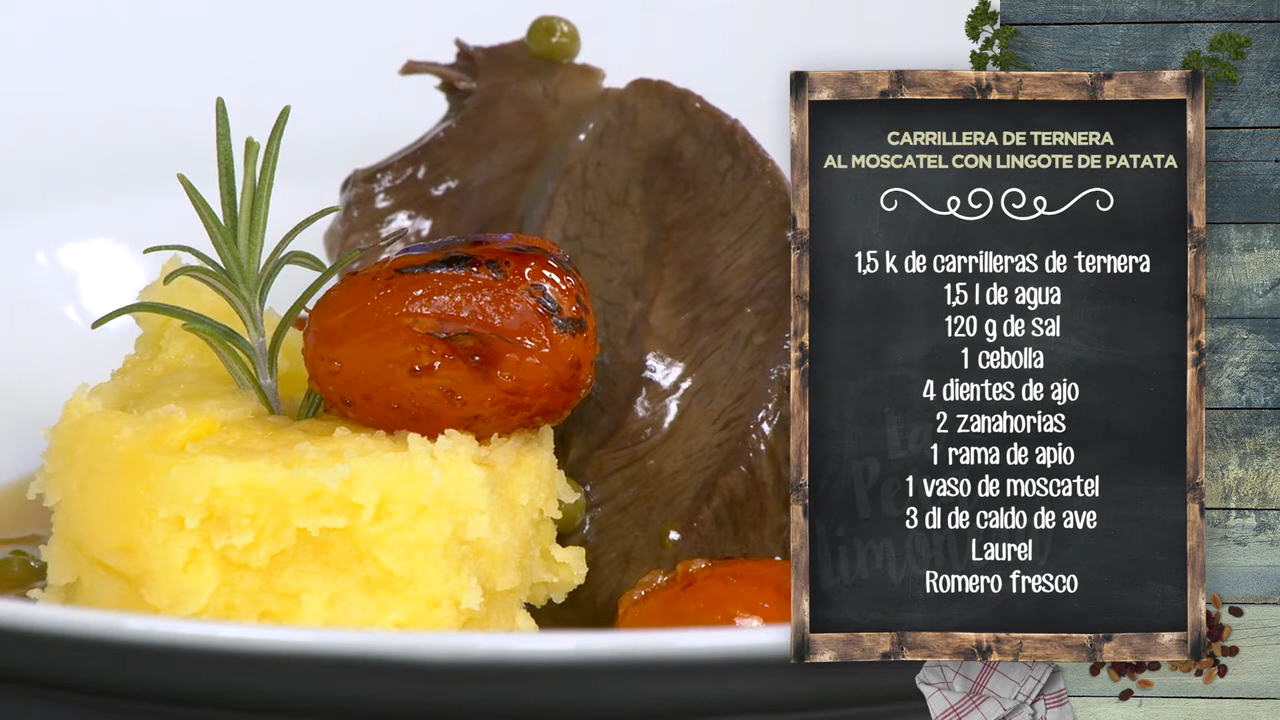 CARRILLERA DE TERNERA
AL MOSCATEL CON LINGOTE DE PATATA
1,5 k de carrilleras de ternera
1,5 l de agua
120 g de sal
1 cebolla
4 dientes de ajo
2 zanahorias
1 rama de apio
1 vaso de moscatel
3 dl de caldo de ave
Laurel
Romero fresco